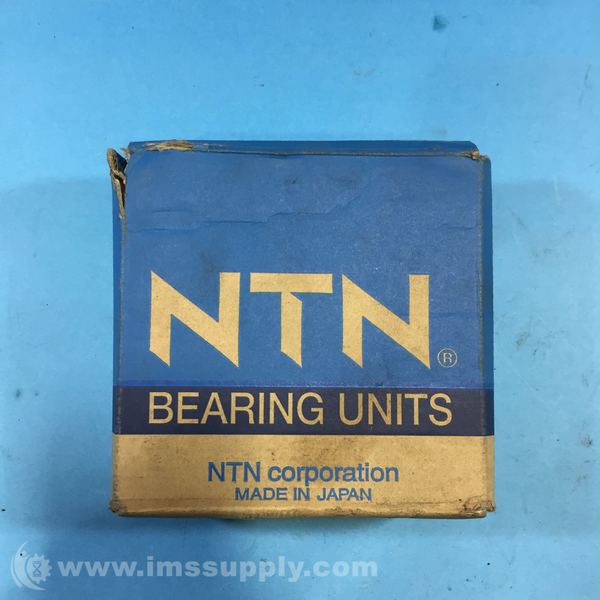 NTN®
BEARING UNITS
NTN corporation
MADE IN JAPAN
www.imssupply.com